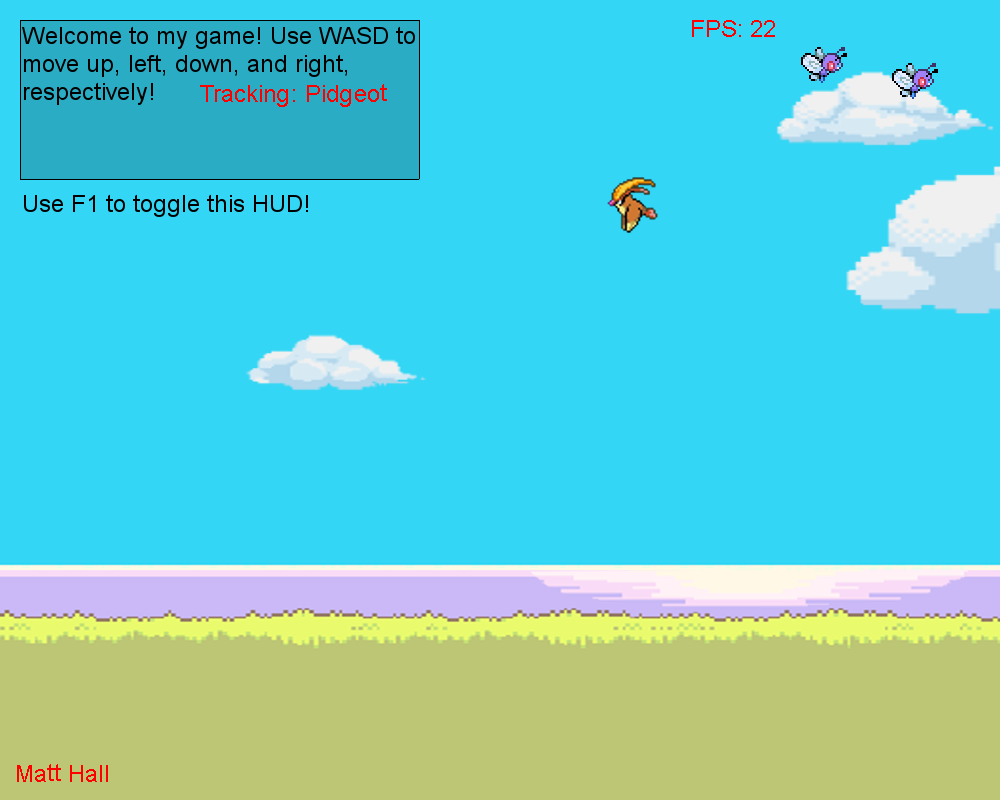 FPS: 22
Welcome to my game! Use WASD to
move up, left, down, and right,
respectively!
Tracking: Pidgeot
Use F1 to toggle this HUD!
Matt Hall